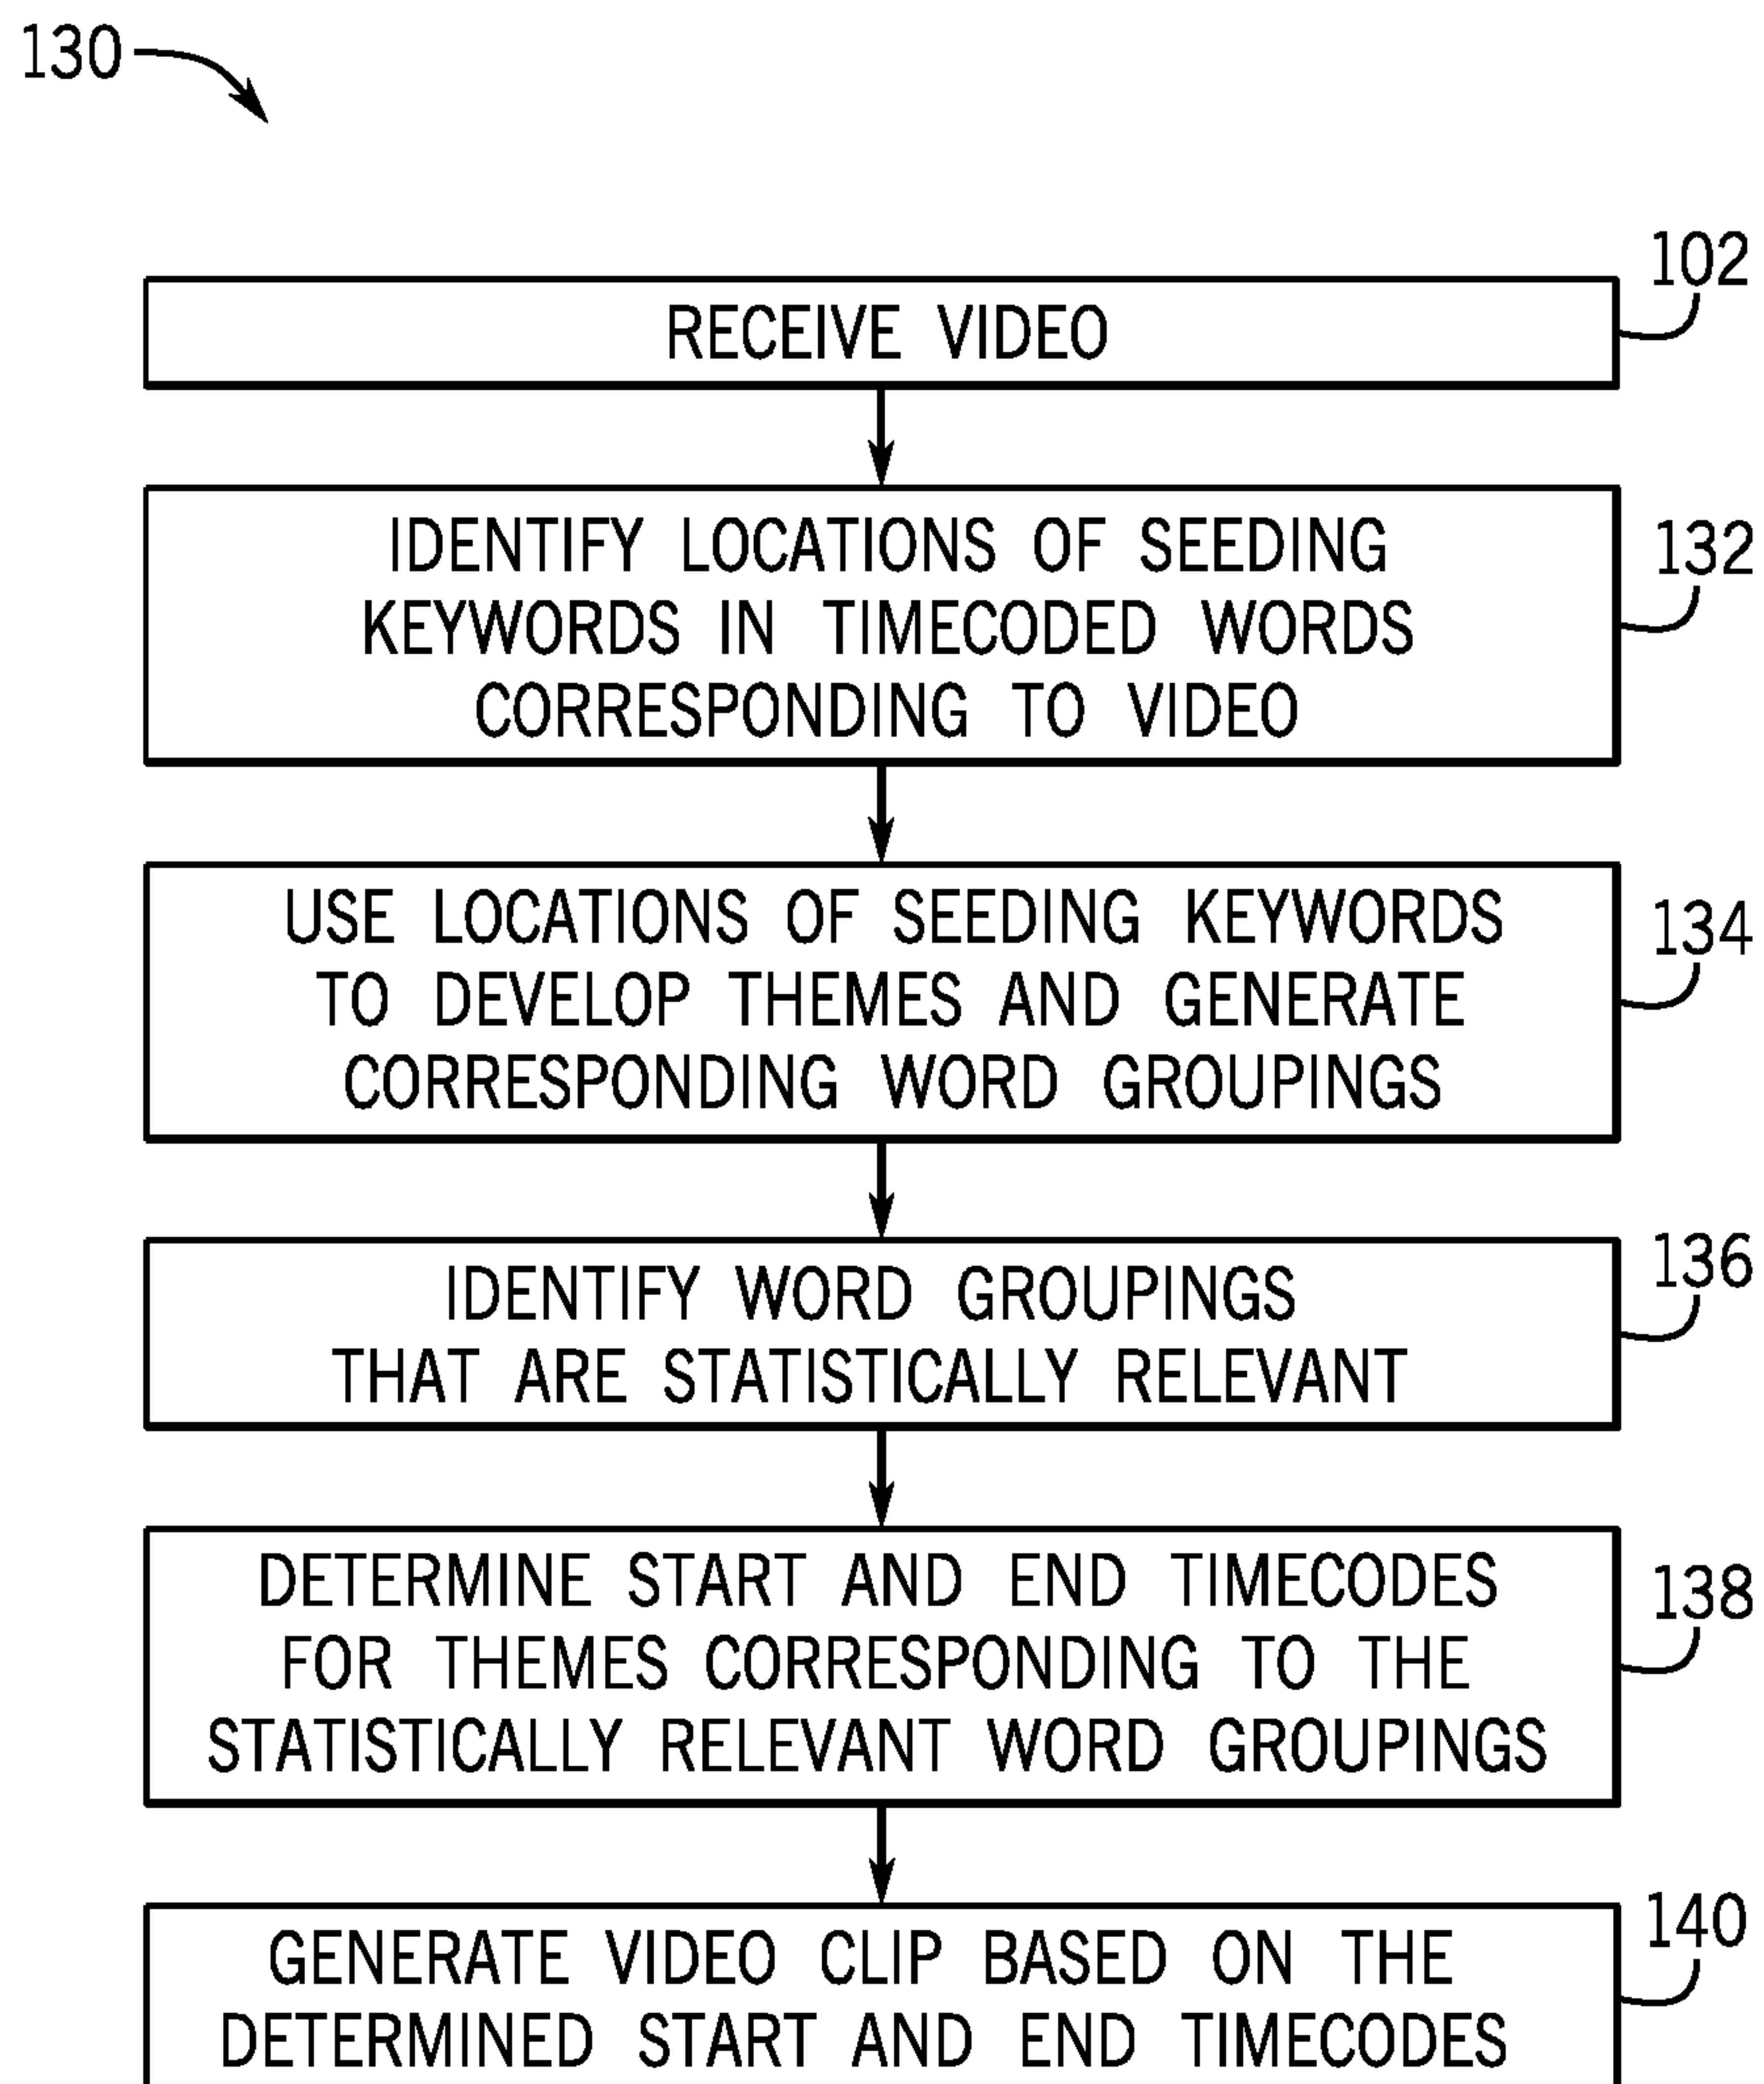 130
102
RECEIVE VIDEO
IDENTIFY LOCATIONS OF SEEDING
132
KEYWORDS IN TIMECODED WORDS
CORRESPONDING TO VIDEO
USE LOCATIONS OF SEEDING KEYWORDS
134
TO DEVELOP THEMES AND GENERATE
CORRESPONDING WORD GROUPINGS
136
IDENTIFY WORD GROUPINGS
THAT ARE STATISTICALLY RELEVANT
DETERMINE START AND END TIMECODES
138
FOR THEMES CORRESPONDING TO THE
STATISTICALLY RELEVANT WORD GROUPINGS
140
GENERATE VIDEO CLIP BASED ON THE
DETERMINED START AND END TIMECODES